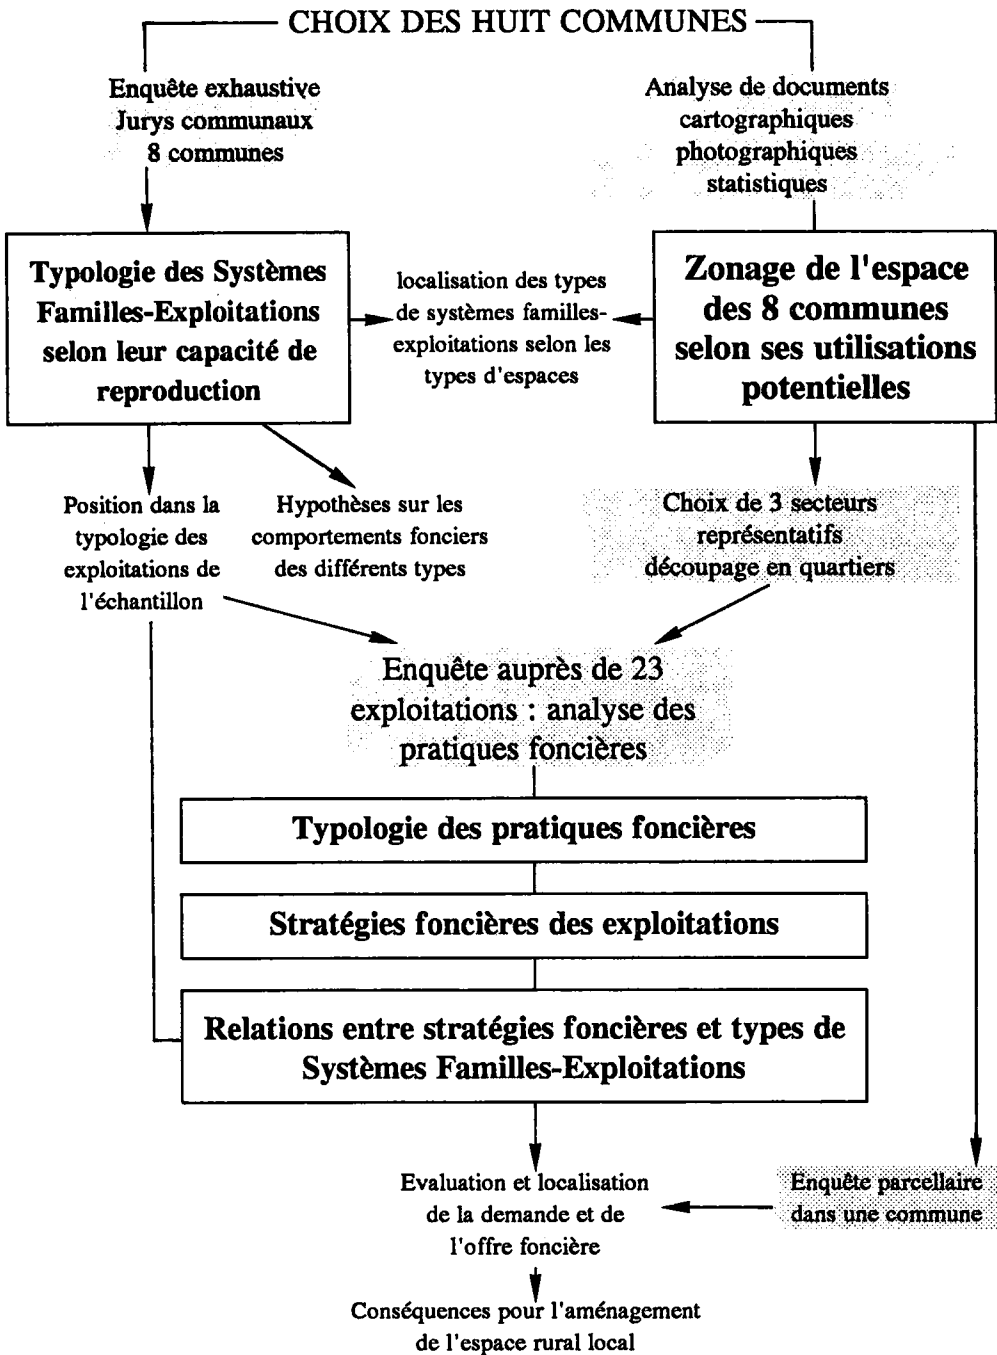 CHOIX DES HUIT COMMUNES
Enquête exhaustive
Jurys communaux
8 communes
Analyse de documents
cartographiques
photographiques
statistiques
Typologie des Systèmes
Familles-Exploitations
selon leur capacité de
reproduction
localisation des types
de systèmes familles-
exploitations selon les
types d'espaces
Zonage de l'espace
des 8 communes
selon ses utilisations
potentielles
Position dans la
typologie des
exploitations de
l'échantillon
Hypothèses sur les
comportements fonciers
des différents types
Choix de 3 secteurs
représentatifs
découpage en quartiers
Enquête auprès de 23
exploitations : analyse des
pratiques foncières
Typologie des pratiques foncières
Stratégies foncières des exploitations
Relations entre stratégies foncières et types de
Systèmes Familles-Exploitations
Evaluation et localisation
de la demande et de
l'offre foncière
Enquête parcellaire
dans une commune
Conséquences pour l'aménagement
de l'espace rural local